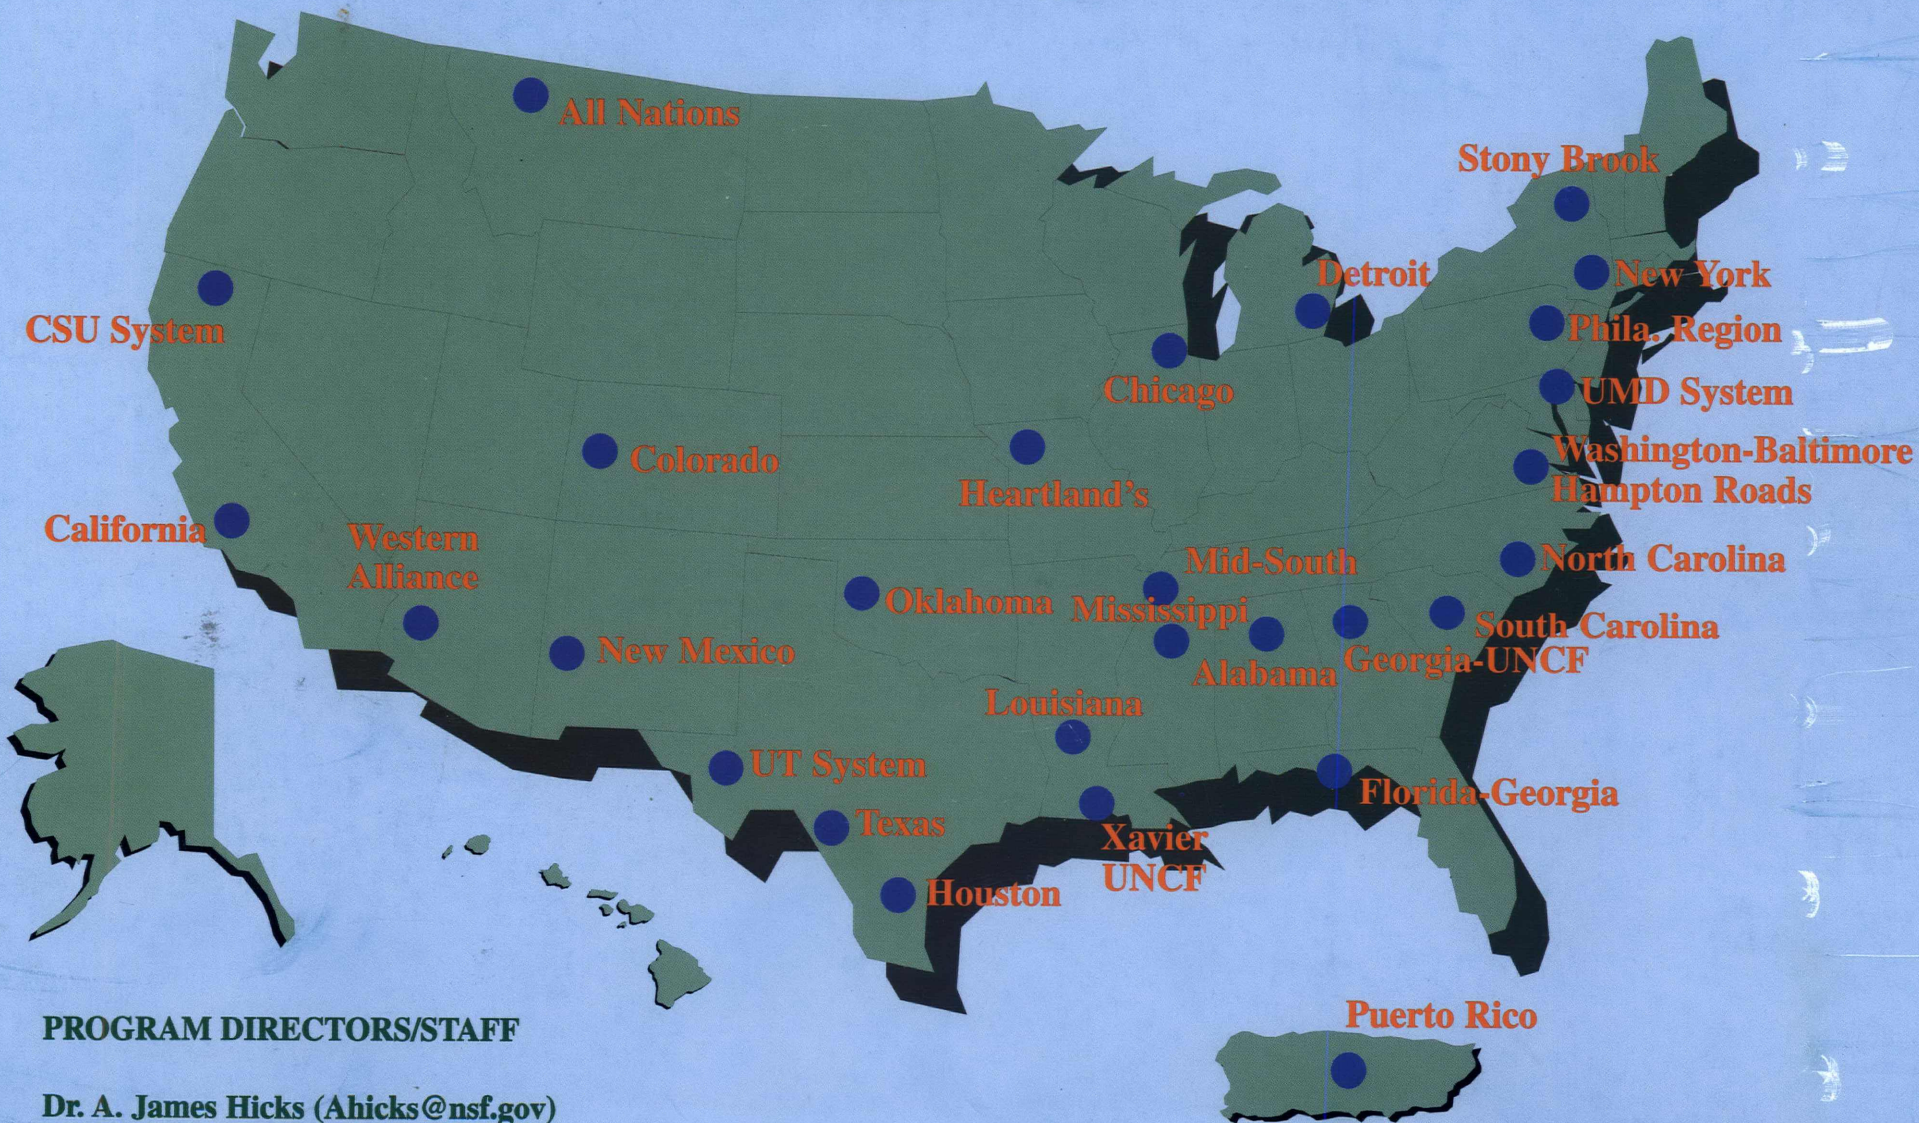 All Nations
Stony Brook
Detroit
New York
CSU System
Phila. Region
Chicago
UMD System
Colorado
Washington-Baltimore
Hampton Roads
Heartland's
California
Western
Alliance
Mid-South
North Carolina
Oklahoma
Mississippi
South Carolina
New Mexico
Georgia-UNCF
Alabama
Louisiana
UT System
Florida-Georgia
Texas
Xavier
UNCF
Houston
Puerto Rico
PROGRAM DIRECTORS/STAFF
Dr. A. James Hicks (Ahicks@nsf.gov)